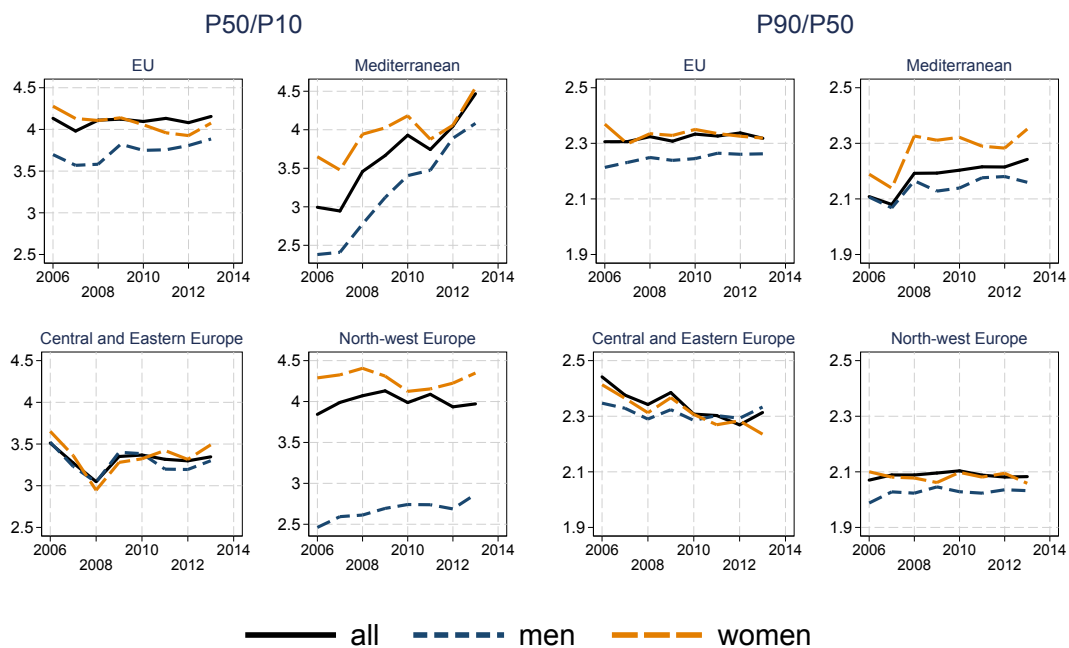 P50/P10 P90/P50
EU Mediterranean EU Mediterranean
4.5 4.5 2.5 2.5
4 4 2.3 2.3
3.5 3.5 2.1 2.1
3 3 1.9 1.9
2.5 2.5
2006 2010 2014 2006 2010 2014 2006 2010 2014 2006 2010 2014
2008 2012 2008 2012 2008 2012 2008 2012
Central and Eastern Europe North-west Europe Central and Eastern Europe North-west Europe
4.5 4.5 2.5 2.5
4 4 2.3 2.3
3.5 3.5 2.1 2.1
3 3 1.9 1.9
2.5 2.5
2006 2010 2014 2006 2010 2014 2006 2010 2014 2006 2010 2014
2008 2012 2008 2012 2008 2012 2008 2012
all men women